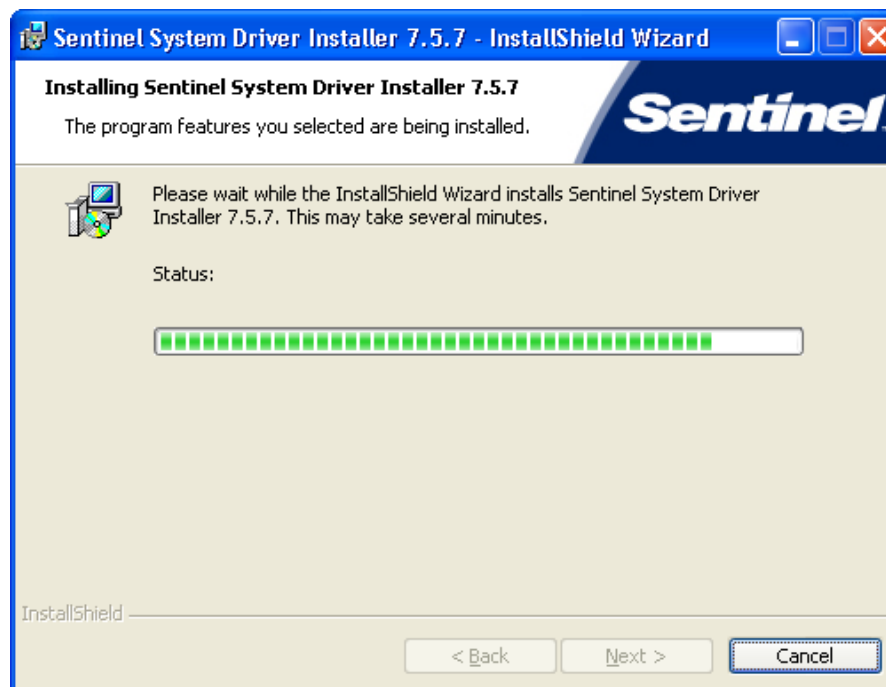 Sentinel System Driver Installer 7.5.7 - InstallShield Wizard
Installing Sentinel System Driver Installer 7.5.7
The program features you selected are being installed.
Sentinel
Please wait while the InstallShield Wizard installs Sentinel System Driver
Installer 7.5.7. This may take several minutes.
Status:
InstallShield
< Back
Next >
Cancel